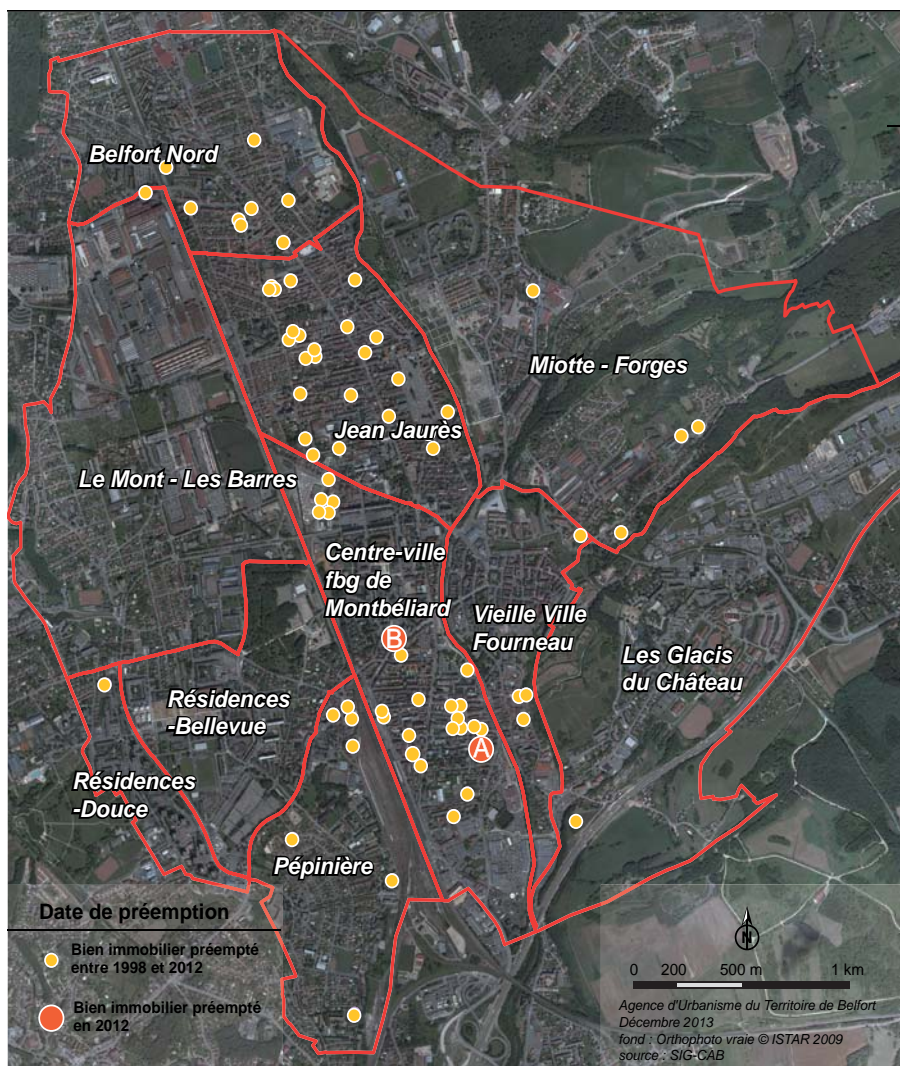 Belfort Nord
Miotte - Forges
Jean Jaurès
Le Mont - Les Barres
Centre-ville
fbg de
Montbéliard
B
Vieille Ville
Fourneau
Les Glacis
du Château
Résidences
-Bellevue
A
Résidences
-Douce
Pépinière
Date de préemption
Bien immobilier préempté
entre 1998 et 2012
Bien immobilier préempté
en 2012
N
0 200 500 m 1 km
Agence d'Urbanisme du Territoire de Belfort
Décembre 2013
fond : Orthophoto vraie © ISTAR 2009
source : SIG-CAB